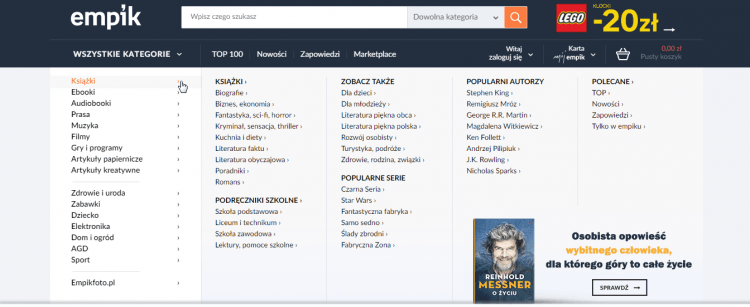 empik
Wpisz czego szukasz
Dowolna kategoria
LEGO
KLOCKI
-20zł
WSZYSTKIE KATEGORIE
TOP 100
Nowości
Zapowiedzi
Marketplace
Witaj
zaloguj się
Karta
mój empik
0,00 zł
Pusty koszyk
Książki
Ebooki
Audiobooki
Prasa
Muzyka
Filmy
Gry i programy
Artykuły papiernicze
Artykuły kreatywne
Zdrowie i uroda
Zabawki
Dziecko
Elektronika
Dom i ogród
AGD
Sport
Empikfoto.pl
KSIĄŻKI ›
Biografie ›
Biznes, ekonomia ›
Fantastyka, sci-fi, horror ›
Kryminał, sensacja, thriller ›
Kuchnia i diety ›
Literatura faktu ›
Literatura obyczajowa ›
Poradniki ›
Romans ›
PODRĘCZNIKI SZKOLNE ›
Szkoła podstawowa ›
Liceum i technikum ›
Szkoła zawodowa ›
Lektury, pomoce szkolne ›
ZOBACZ TAKŻE
Dla dzieci ›
Dla młodzieży ›
Literatura piękna obca ›
Literatura piękna polska ›
Rozwój osobisty ›
Turystyka, podróże ›
Zdrowie, rodzina, związki ›
POPULARNE SERIE
Czarna Seria ›
Star Wars ›
Fantastyczna fabryka ›
Samo sedno ›
Ślady zbrodni ›
Fabryczna Zona ›
POPULARNI AUTORZY
Stephen King ›
Remigiusz Mróz ›
George R.R. Martin ›
Magdalena Witkiewicz ›
Ken Follett ›
Andrzej Pilipiuk ›
J.K. Rowling ›
Nicholas Sparks ›
POLECANE ›
TOP ›
Nowości ›
Zapowiedzi ›
Tylko w empiku ›
REINHOLD
MESSNER
O ŻYCIU
Osobista opowieść
wybitnego człowieka,
dla którego góry to całe życie
SPRAWDŹ